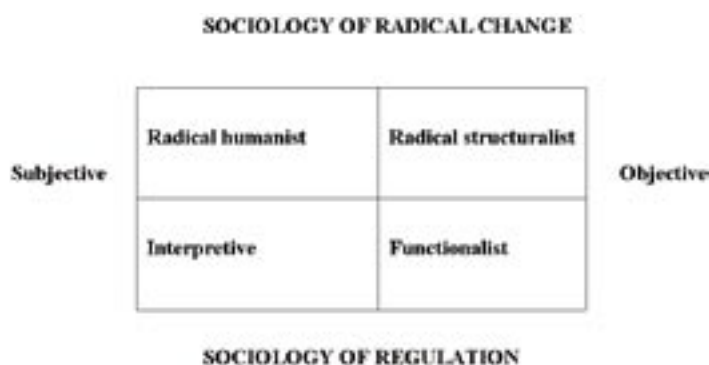 SOCIOLOGY OF RADICAL CHANGE
Radical humanist
Radical structuralist
Subjective
Objective
Interpretive
Functionalist
SOCIOLOGY OF REGULATION